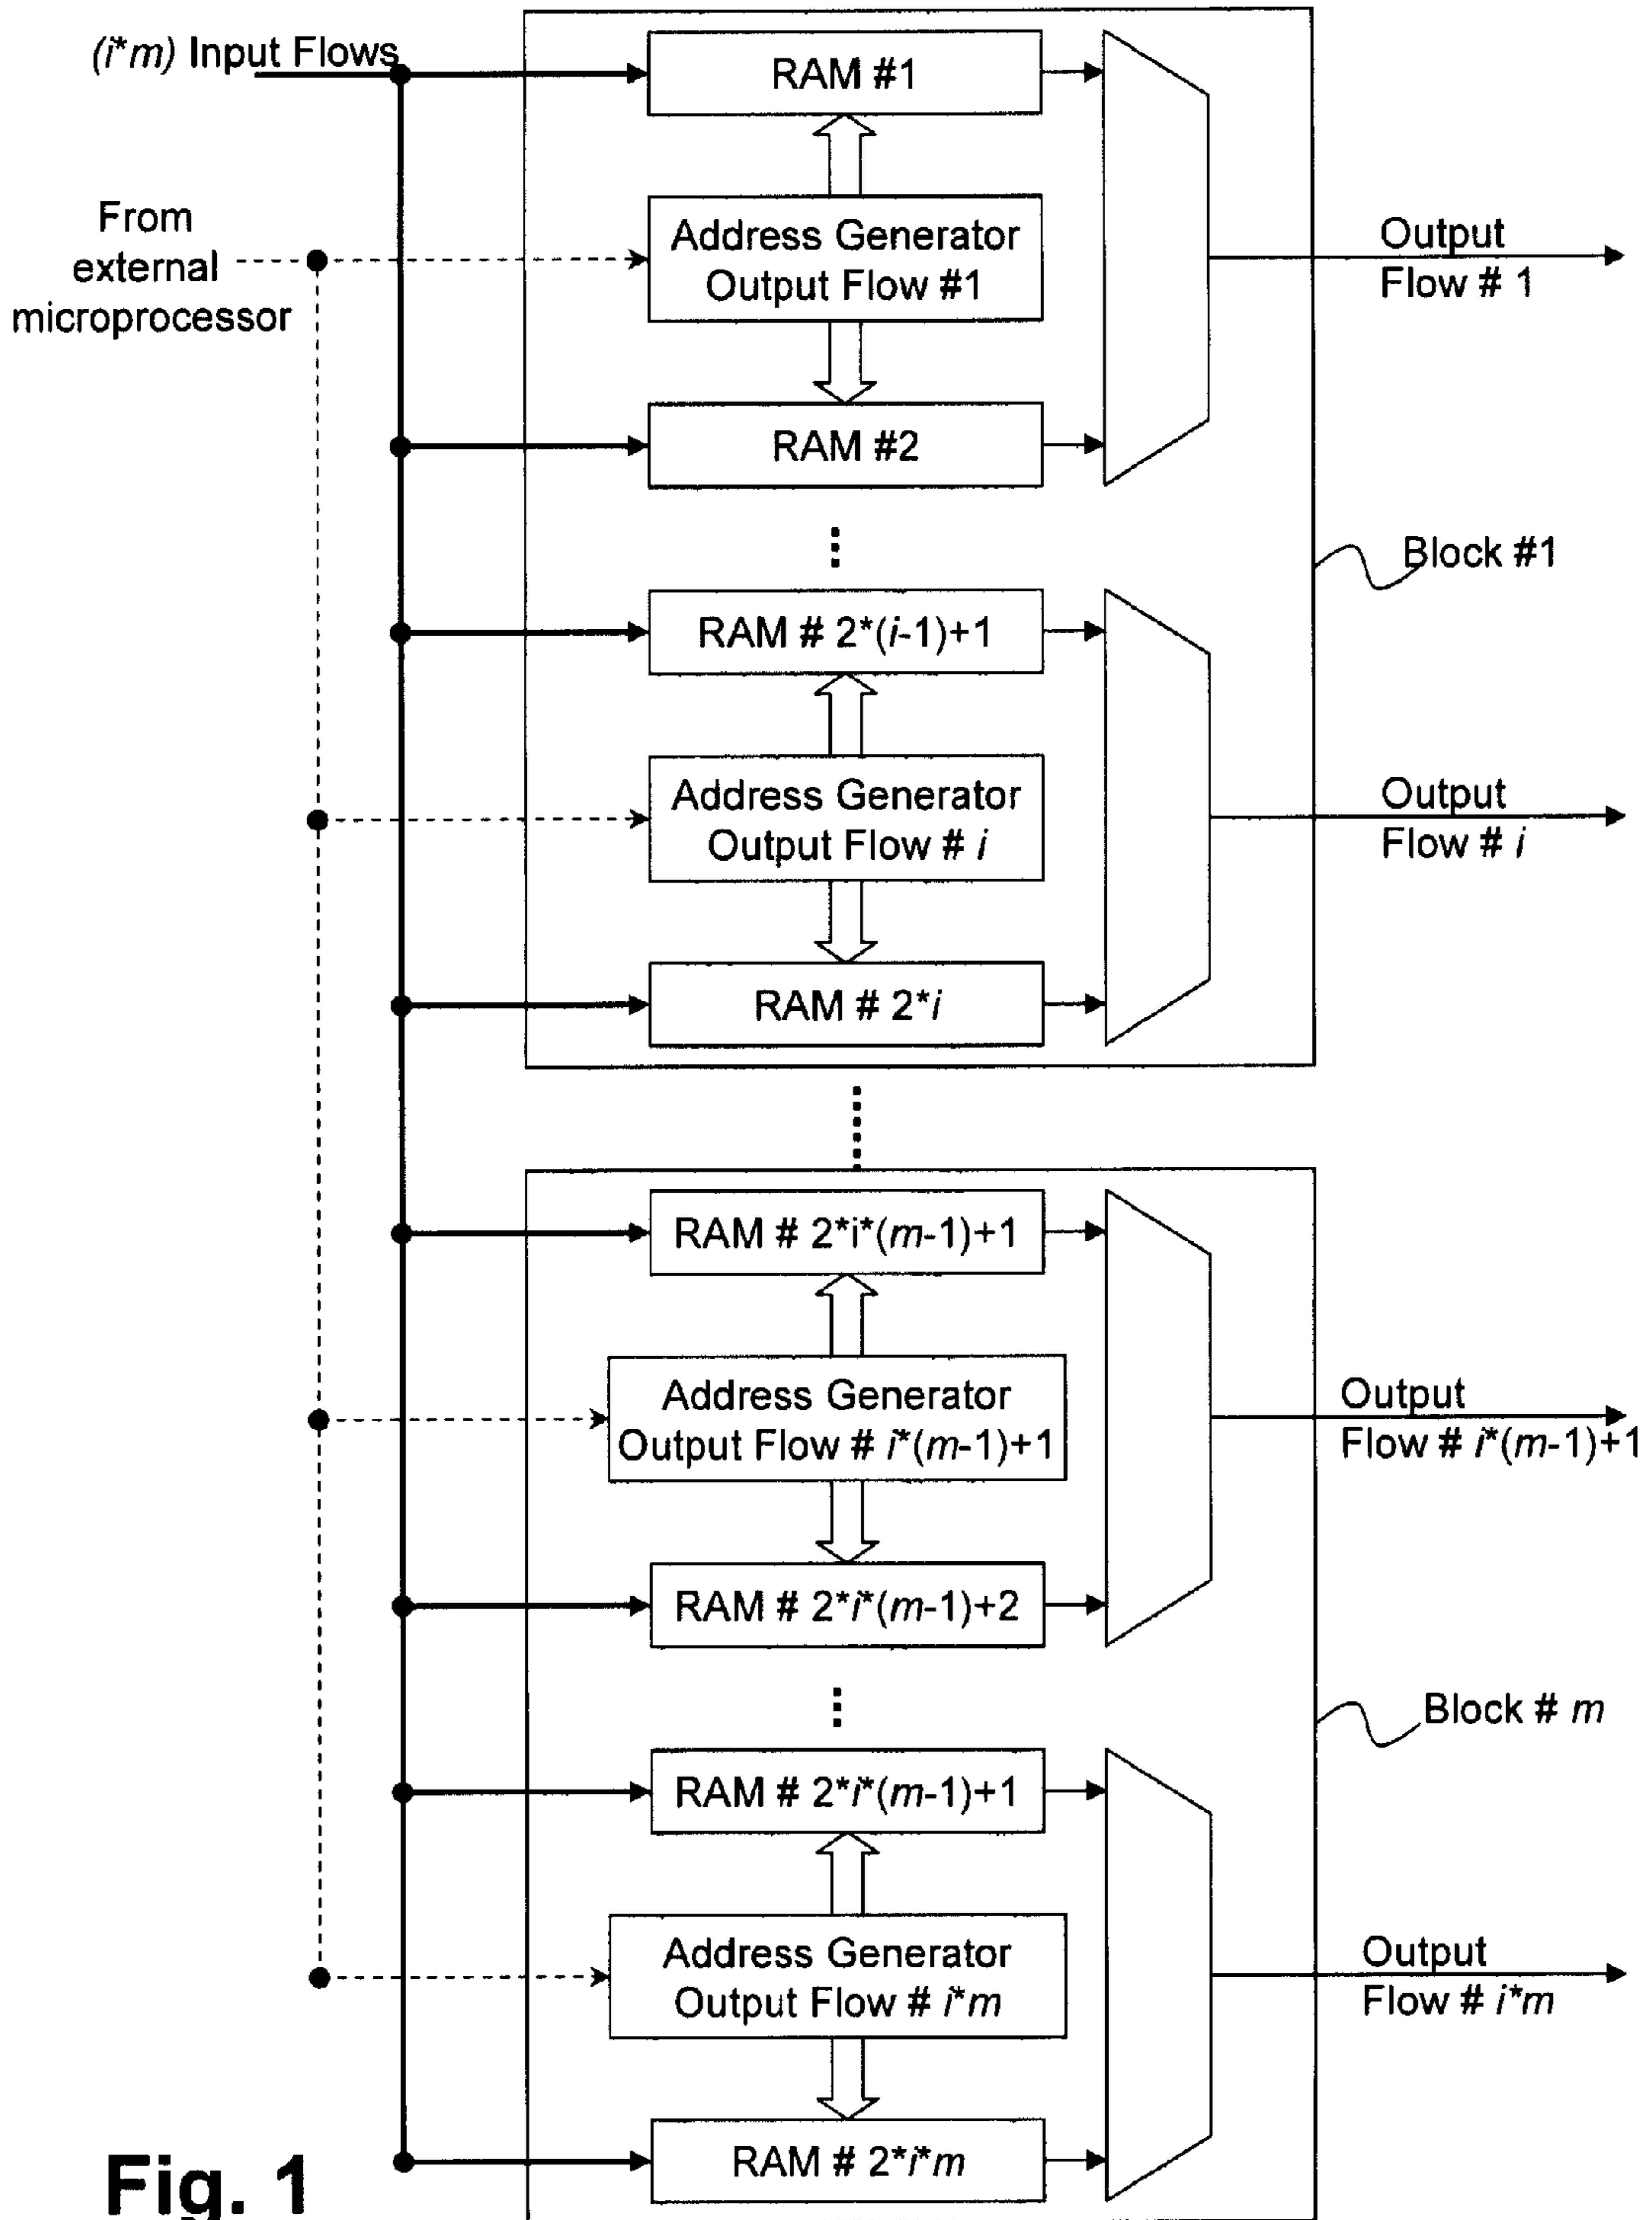 (i*m) Input Flows
RAM #1
From
external
microprocessor
Address Generator
Output Flow #1
Output
Flow # 1
RAM #2
Block #1
RAM # 2*(i-1)+1
Address Generator
Output Flow # i
Output
Flow # i
RAM # 2*i
RAM # 2*i*(m-1)+1
Address Generator
Output Flow # i*(m-1)+1
Output
Flow # i*(m-1)+1
RAM # 2*i*(m-1)+2
Block # m
RAM # 2*i*(m-1)+1
Address Generator
Output Flow # i*m
Output
Flow # i*m
RAM # 2*i*m
Fig. 1